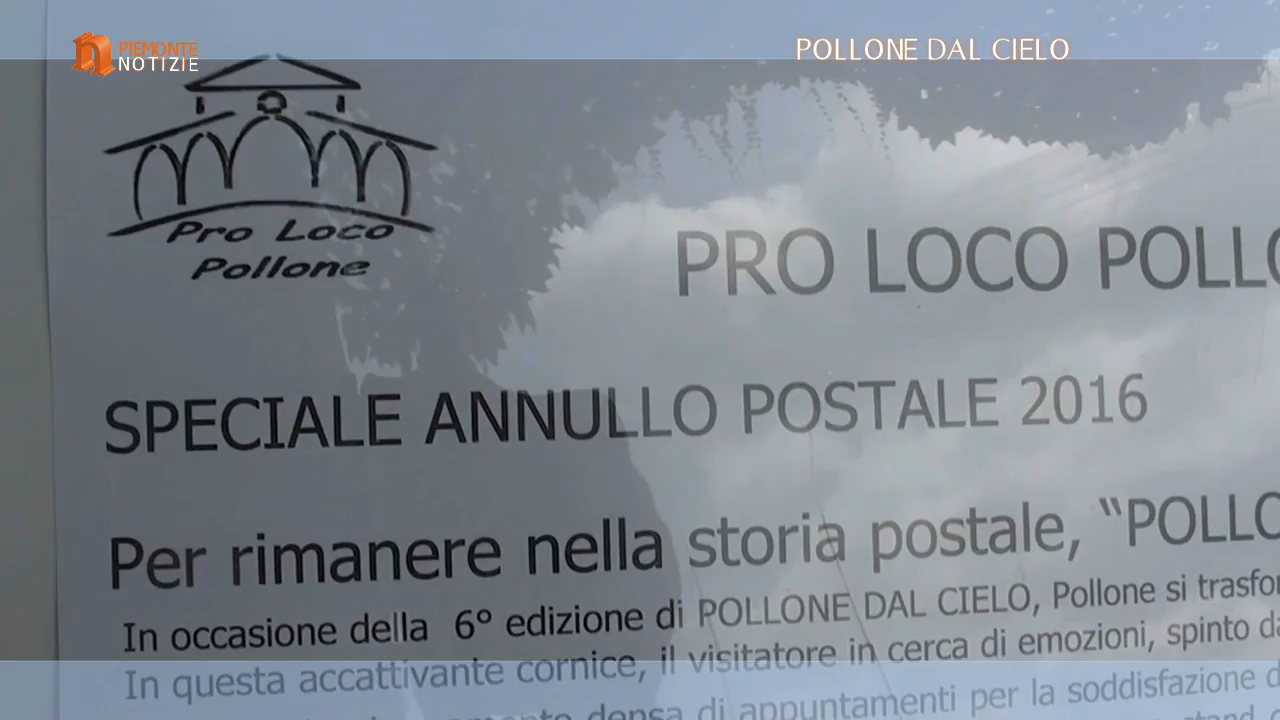 PIEMONTE
NOTIZIE
POLLONE DAL CIELO
Pro Loco
Pollone
PRO LOCO POLLO
SPECIALE ANNULLO POSTALE 2016
Per rimanere nella storia postale, “POLLO
In occasione della 6° edizione di POLLONE DAL CIELO, Pollone si trasfor
In questa accattivante cornice, il visitatore in cerca di emozioni, spinto da
densa di appuntamenti per la soddisfazione d